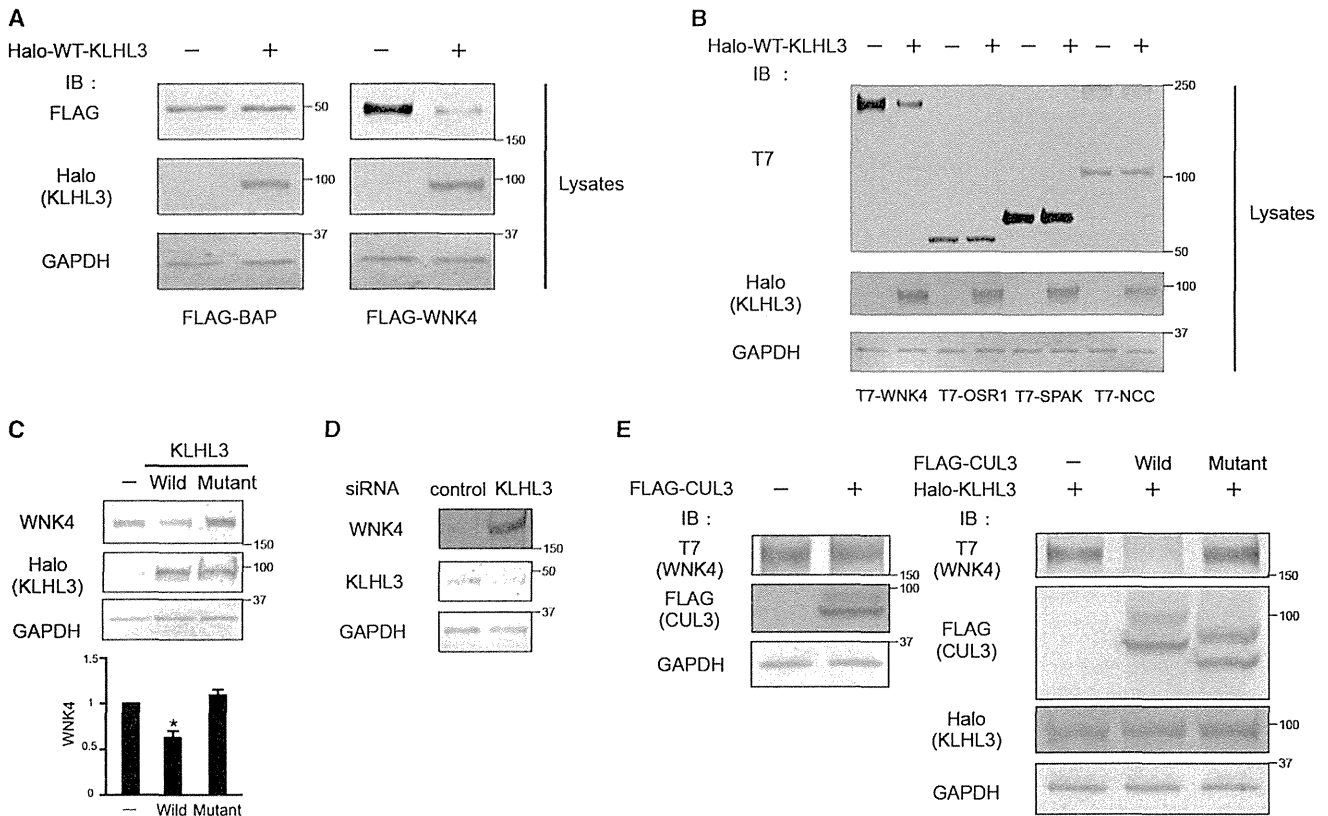 A
Halo-WT-KLHL3 − + − +
IB :
FLAG
50
150
Halo
(KLHL3)
100
100
Lysates
GAPDH
37
37
FLAG-BAP FLAG-WNK4
B
Halo-WT-KLHL3 − + − + − + − +
IB :
T7
250
100
50
Lysates
Halo
(KLHL3)
100
GAPDH
37
T7-WNK4 T7-OSR1 T7-SPAK T7-NCC
C
KLHL3
− Wild Mutant
WNK4
150
Halo
(KLHL3)
100
GAPDH
37
WNK4
1.5
1
0.5
0
*
− Wild Mutant
D
siRNA control KLHL3
WNK4
150
KLHL3
50
GAPDH
37
E
FLAG-CUL3 − +
IB :
T7
(WNK4)
150
FLAG
(CUL3)
100
GAPDH
37
FLAG-CUL3 − Wild Mutant
Halo-KLHL3 + + +
IB :
T7
(WNK4)
150
FLAG
(CUL3)
100
Halo
(KLHL3)
100
GAPDH
37